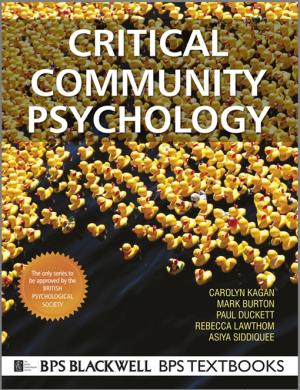 CRITICAL
COMMUNITY
PSYCHOLOGY
The only series to
be approved by the
BRITISH
PSYCHOLOGICAL
SOCIETY
CAROLYN KAGAN
MARK BURTON
PAUL DUCKETT
REBECCA LAWTHOM
ASIYA SIDDIQUEE
BPS BLACKWELL BPS TEXTBOOKS